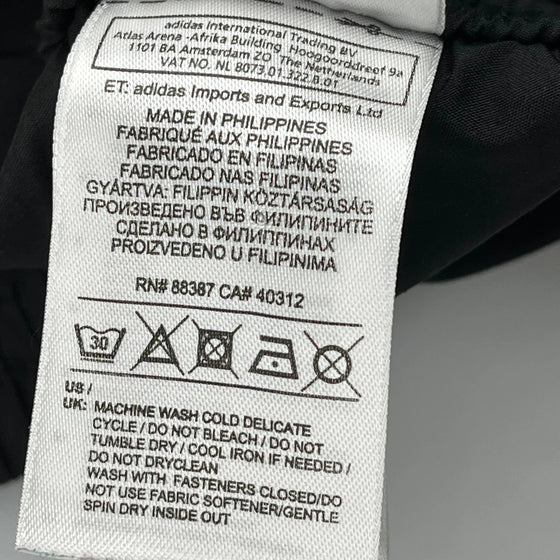 adidas International Trading BV
Atlas Arena -Afrika Building Hoogoorddreef 9a
1101 BA Amsterdam ZO The Netherlands
VAT NO. NL 8073.01.322.B.01
ET: adidas Imports and Exports Ltd
MADE IN PHILIPPINES
FABRIQUÉ AUX PHILIPPINES
FABRICADO EN FILIPINAS
FABRICADO NAS FILIPINAS
GYÁRTVA: FILIPPIN KÖZTÁRSASÁG
ПРОИЗВЕДЕНО ВЪВ ФИЛИПИНИТЕ
СДЕЛАНО В ФИЛИППИНАХ
PROIZVEDENO U FILIPINIMA
RN# 88387 CA# 40312
30
US /
UK: MACHINE WASH COLD DELICATE
CYCLE / DO NOT BLEACH / DO NOT
TUMBLE DRY / COOL IRON IF NEEDED /
DO NOT DRYCLEAN
WASH WITH FASTENERS CLOSED/DO
NOT USE FABRIC SOFTENER/GENTLE
SPIN DRY INSIDE OUT